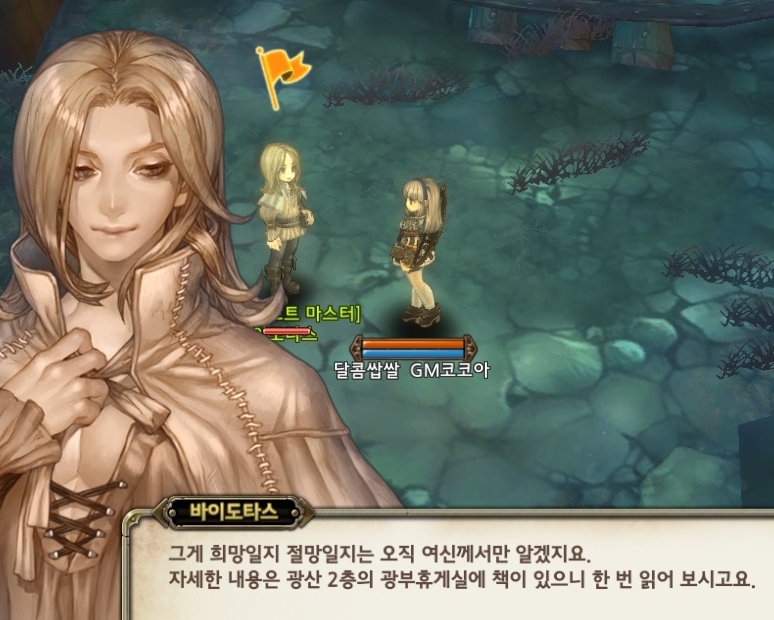 마스터]
달콤쌉쌀 GM코코아
바이도타스
그게 희망일지 절망일지는 오직 여신께서만 알겠지요.
자세한 내용은 광산 2층의 광부휴게실에 책이 있으니 한 번 읽어 보시고요.